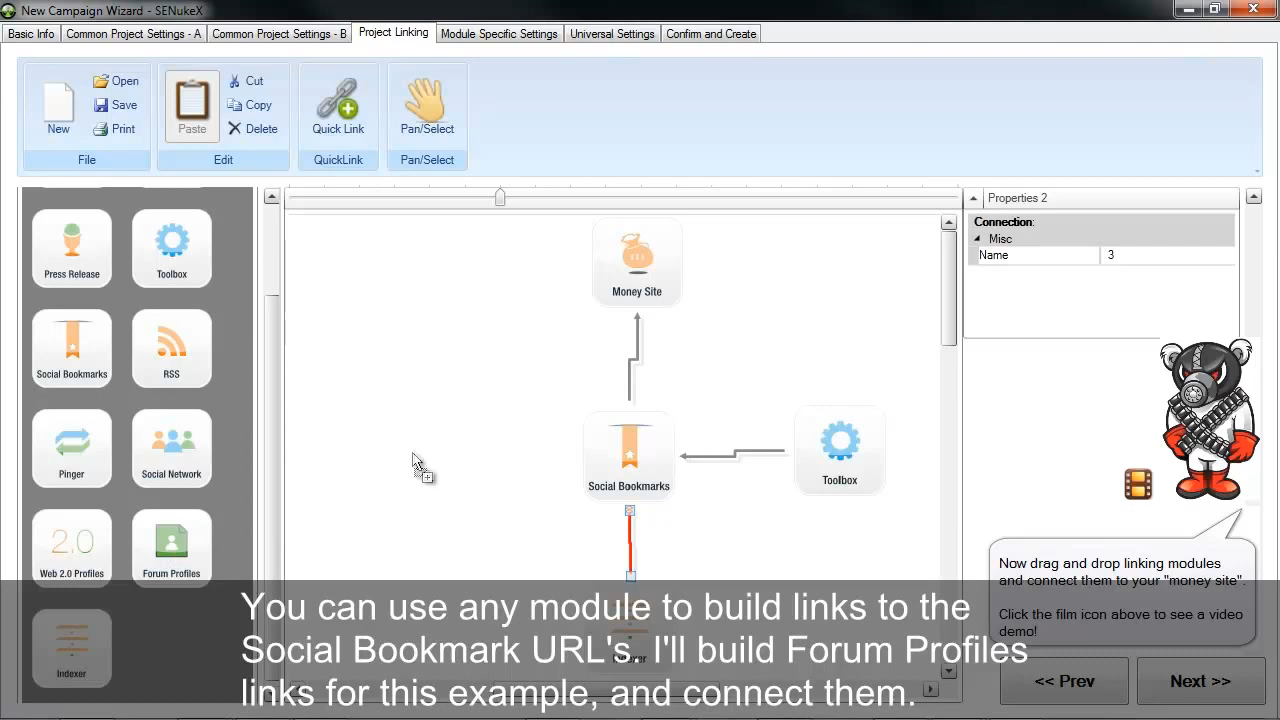 New Campaign Wizard - SENukeX
Basic Info
Common Project Settings - A
Common Project Settings - B
Project Linking
Module Specific Settings
Universal Settings
Confirm and Create
New
Open
Save
Print
File
Paste
Cut
Copy
Delete
Edit
Quick Link
QuickLink
Pan/Select
Pan/Select
Press Release
Toolbox
Social Bookmarks
RSS
Pinger
Social Network
2.0
Web 2.0 Profiles
Forum Profiles
Indexer
Money Site
Social Bookmarks
Toolbox
Indexer
Properties 2
Connection:
Misc
Name
3
Now drag and drop linking modules
and connect them to your "money site".
Click the film icon above to see a video
demo!
<< Prev
Next >>
You can use any module to build links to the
Social Bookmark URL's. I'll build Forum Profiles
links for this example, and connect them.